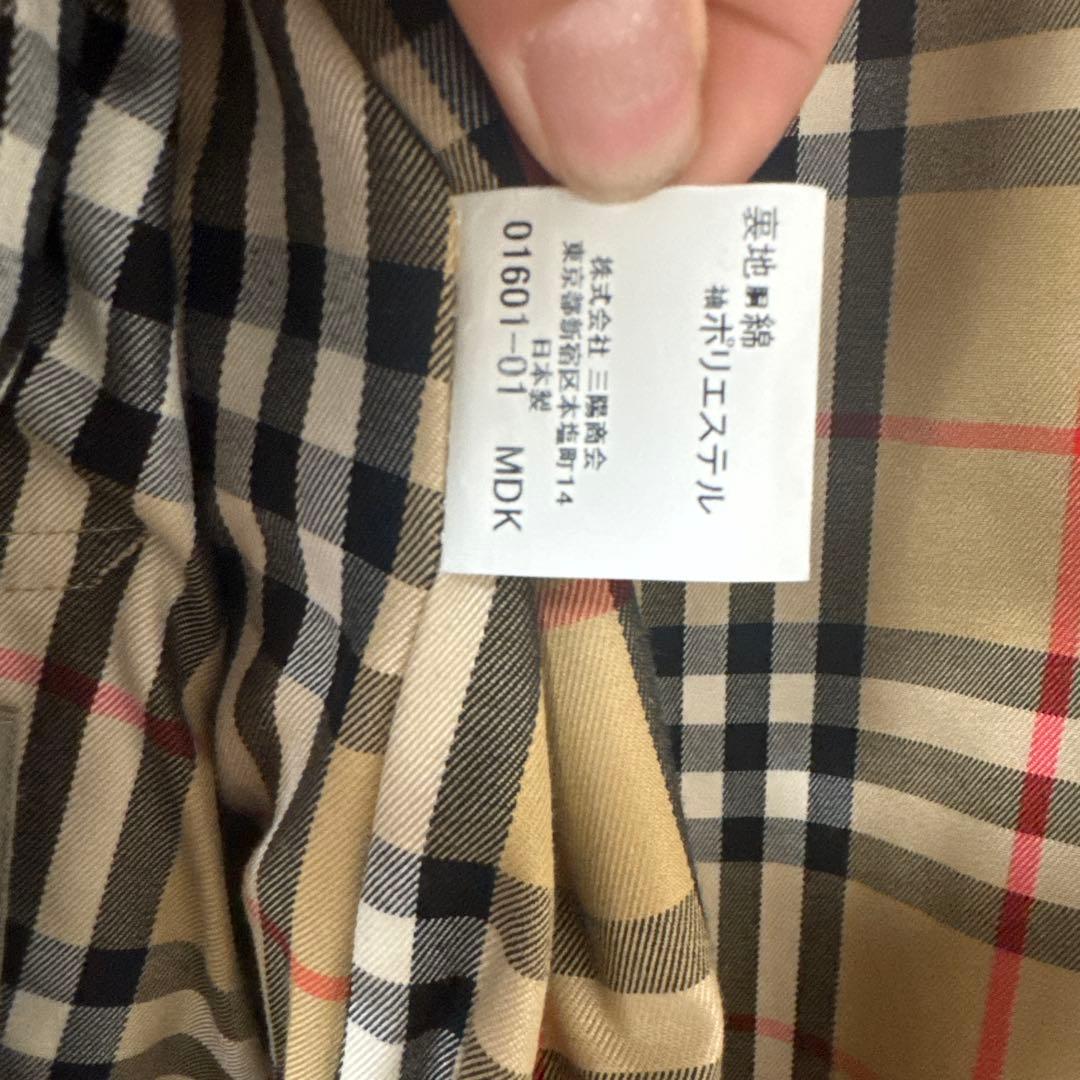 裏地胴綿
袖ポリエステル
株式会社 三陽商会
東京都新宿区本塩町14
日本製
01601-01 MDK